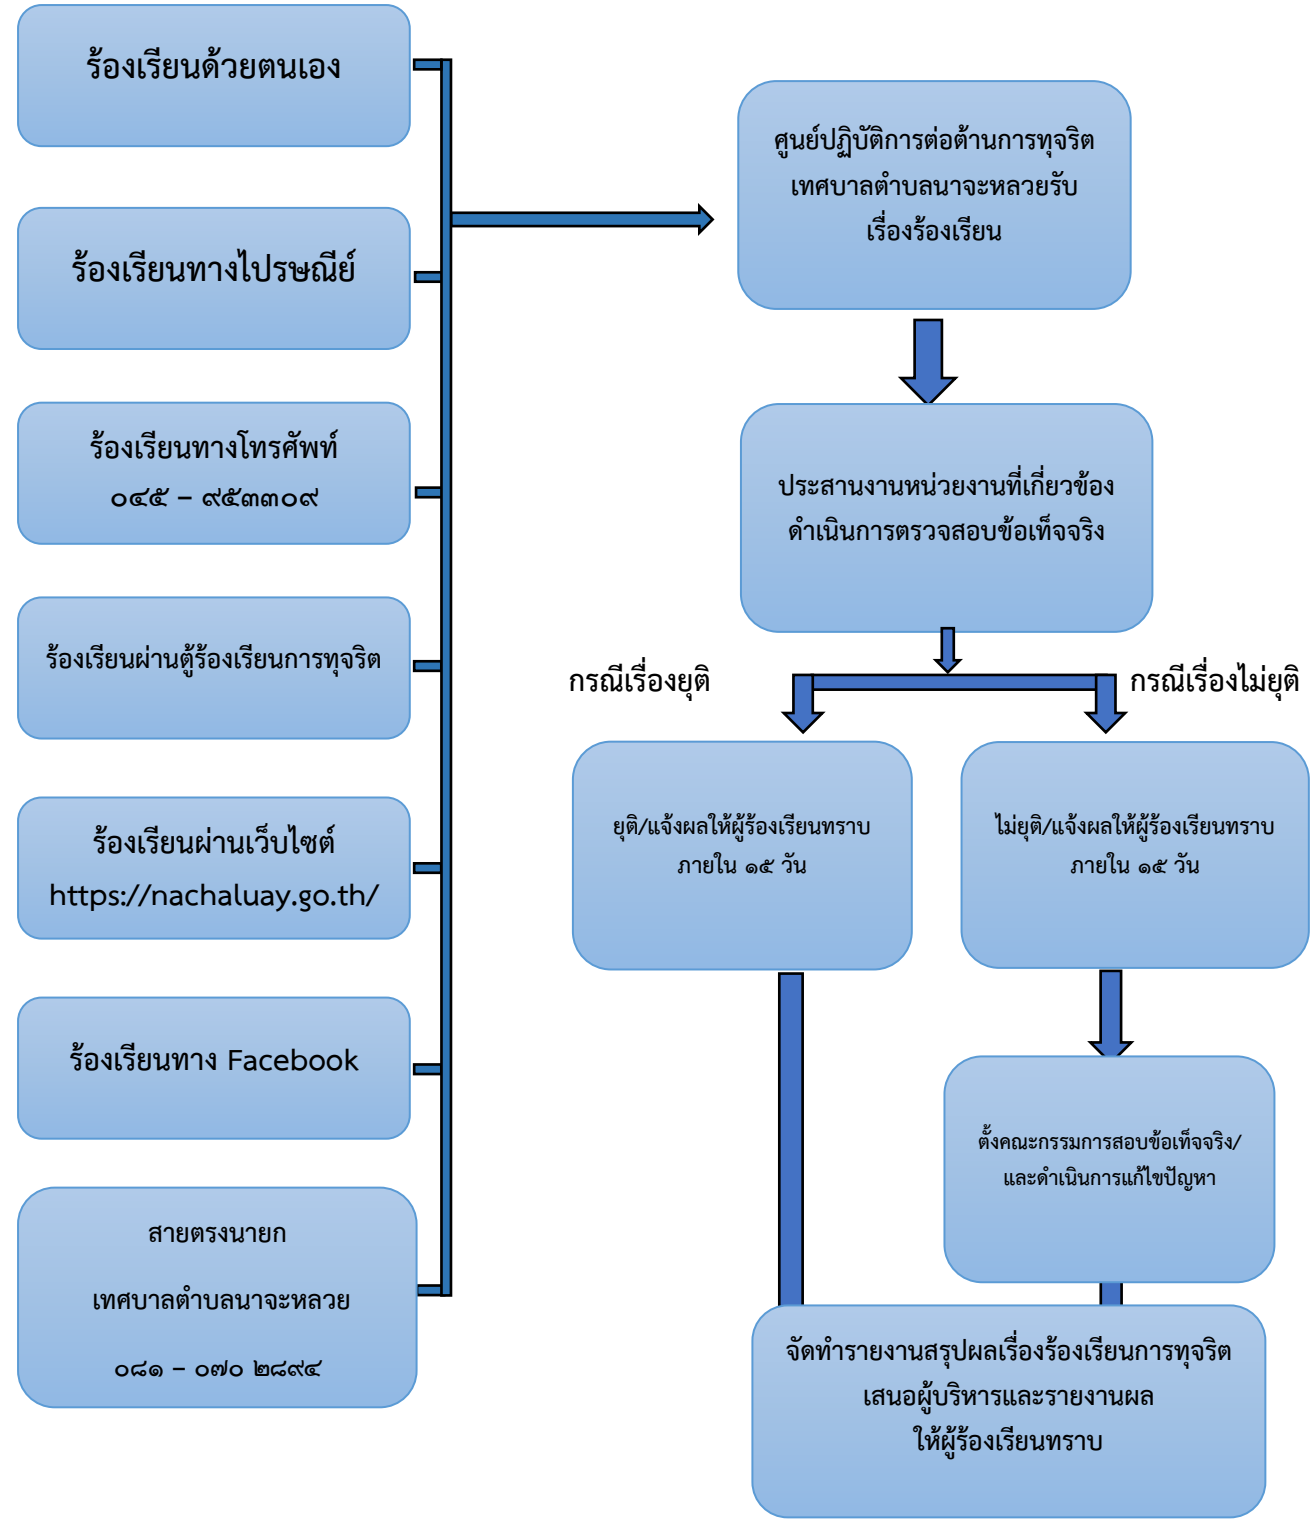 ร้องเรียนด้วยตนเอง
ร้องเรียนทางไปรษณีย์
ร้องเรียนทางโทรศัพท์
๐๔๕ – ๙๕๓๓๐๙
ร้องเรียนผ่านตู้ร้องเรียนการทุจริต
ร้องเรียนผ่านเว็บไซต์
https://nachaluay.go.th/
ร้องเรียนทาง Facebook
สายตรงนายก
เทศบาลตำบลนาจะหลวย
๐๘๑ – ๐๗๐ ๒๘๙๔
ศูนย์ปฏิบัติการต่อต้านการทุจริต
เทศบาลตำบลนาจะหลวยรับ
เรื่องร้องเรียน
ประสานงานหน่วยงานที่เกี่ยวข้อง
ดำเนินการตรวจสอบข้อเท็จจริง
กรณีเรื่องยุติ
กรณีเรื่องไม่ยุติ
ยุติ/แจ้งผลให้ผู้ร้องเรียนทราบ
ภายใน ๑๕ วัน
ไม่ยุติ/แจ้งผลให้ผู้ร้องเรียนทราบ
ภายใน ๑๕ วัน
ตั้งคณะกรรมการสอบข้อเท็จจริง/
และดำเนินการแก้ไขปัญหา
จัดทำรายงานสรุปผลเรื่องร้องเรียนการทุจริต
เสนอผู้บริหารและรายงานผล
ให้ผู้ร้องเรียนทราบ